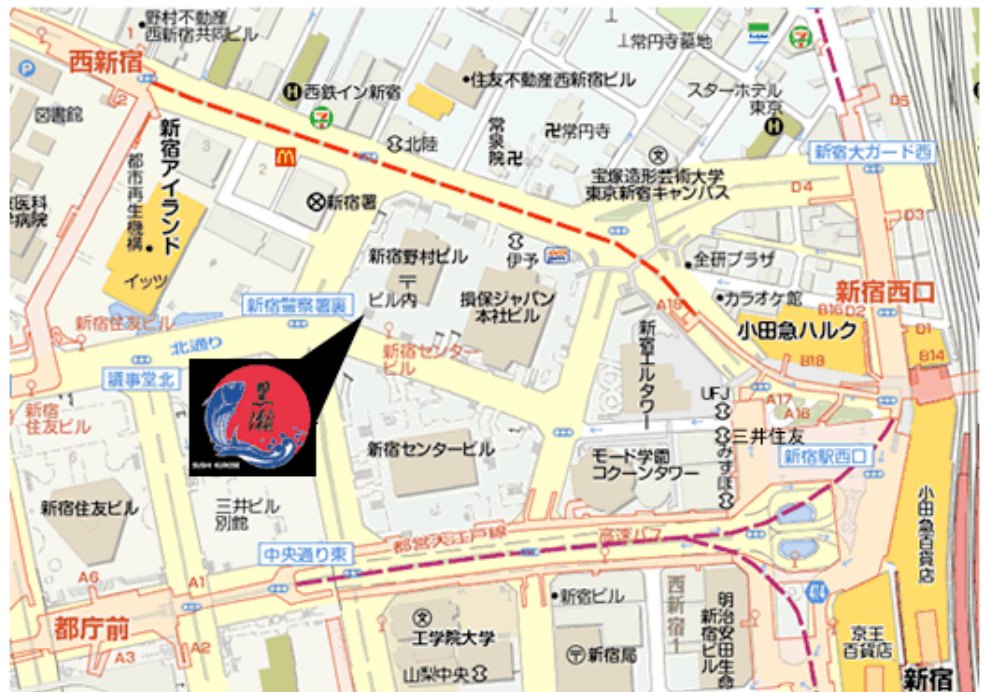 野村不動産
西新宿共同ビル
1
西新宿
P
2
図書館
新宿アイランド
都市再生機構
イッツ
3
2
H 西鉄イン新宿
北陸
新宿署
住友不動産西新宿ビル
常円寺墓地
常泉院
常円寺
スターホテル
東京
H
D5
新宿大ガード西
D4
D3
宝塚造形芸術大学
東京新宿キャンパス
全研プラザ
カラオケ館
新宿西口
B16
D2
D1
小田急ハルク
B14
B18
A18
A17
A16
新宿野村ビル
ビル内
伊予
損保ジャパン
本社ビル
新宿警察署裏
新宿住友ビル
北通り
議事堂北
新宿
住友ビル
新宿センター
ビル
黒瀬
SUSHI KUROSE
新宿エルタワー
UFJ
三井住友
みずほ
新宿駅西口
新宿センタービル
モード学園
コクーンタワー
新宿住友ビル
三井ビル
別館
中央通り東
都営大江戸線
高速バス
小田急百貨店
A6
A1
都庁前
A3
A2
工学院大学
山梨中央
新宿ビル
新宿局
西新宿1
明治安田生命
新宿ビル
414
京王
百貨店
新宿